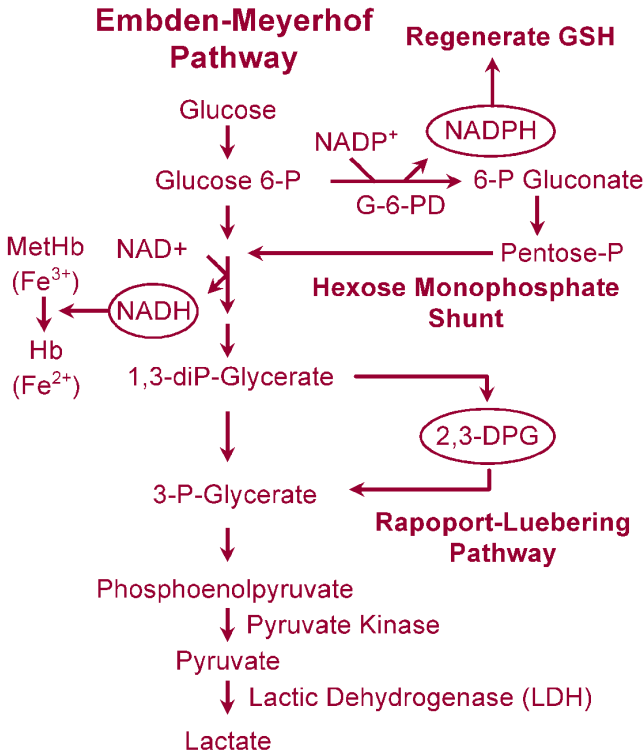 Embden-Meyerhof
Pathway
Regenerate GSH
Glucose
NADP⁺
NADPH
Glucose 6-P
6-P Gluconate
G-6-PD
MetHb
(Fe³⁺)
NAD+
Pentose-P
NADH
Hexose Monophosphate
Shunt
Hb
(Fe²⁺)
1,3-diP-Glycerate
2,3-DPG
3-P-Glycerate
Rapoport-Luebering
Pathway
Phosphoenolpyruvate
Pyruvate Kinase
Pyruvate
Lactic Dehydrogenase (LDH)
Lactate